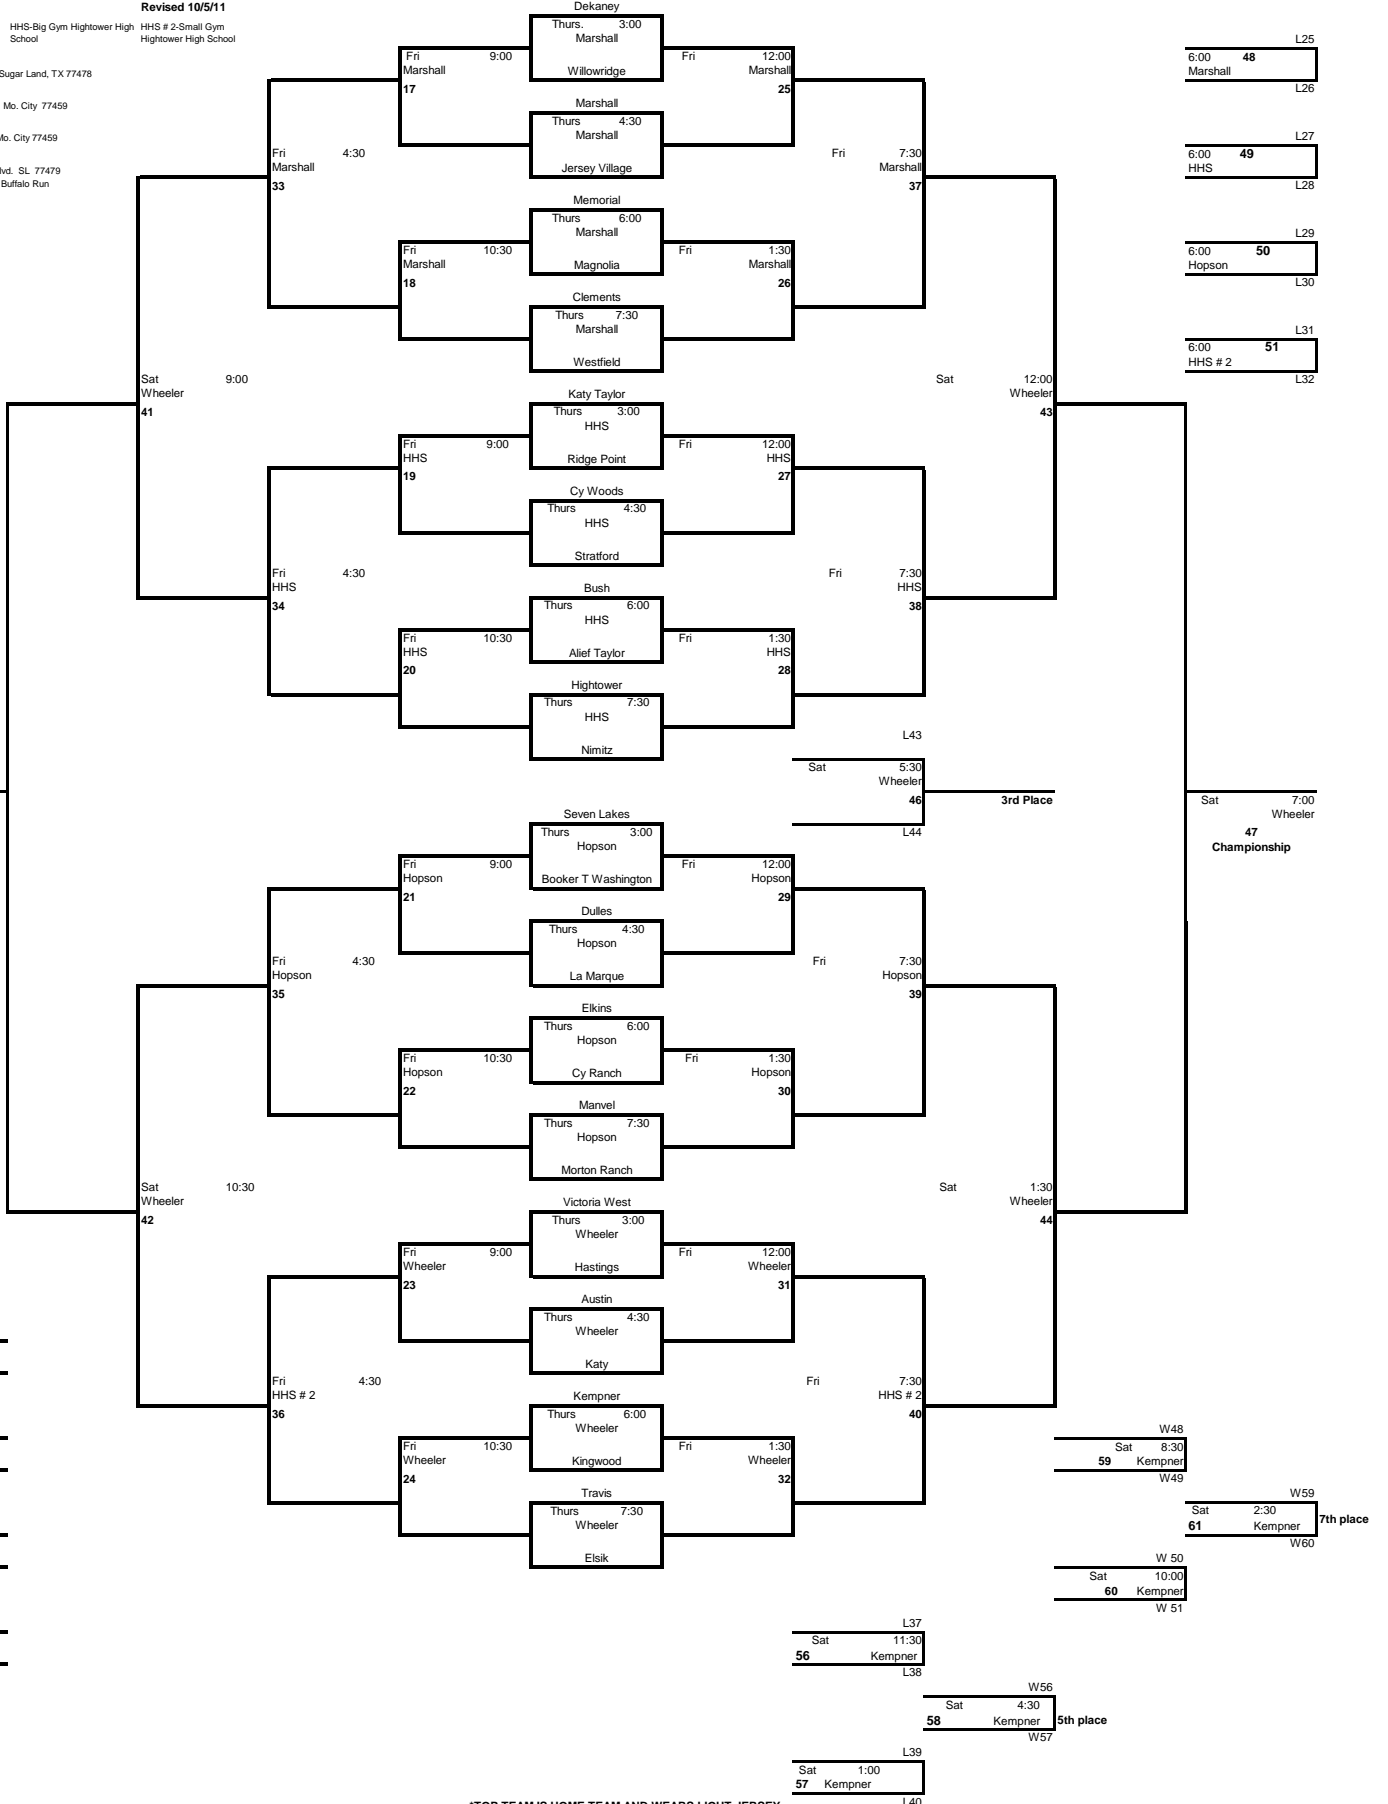 Revised 10/5/11
HHS-Big Gym Hightower High School
HHS # 2-Small Gym Hightower High School
Sugar Land, TX 77478
Mo. City 77459
Mo. City 77459
lvd. SL 77479
Buffalo Run
Dekaney
Thurs. 3:00
Marshall
Willowridge
Marshall
Thurs 4:30
Marshall
Jersey Village
Memorial
Thurs 6:00
Marshall
Magnolia
Clements
Thurs 7:30
Marshall
Westfield
Katy Taylor
Thurs 3:00
HHS
Ridge Point
Cy Woods
Thurs 4:30
HHS
Stratford
Bush
Thurs 6:00
HHS
Alief Taylor
Hightower
Thurs 7:30
HHS
Nimitz
Seven Lakes
Thurs 3:00
Hopson
Booker T Washington
Dulles
Thurs 4:30
Hopson
La Marque
Elkins
Thurs 6:00
Hopson
Cy Ranch
Manvel
Thurs 7:30
Hopson
Morton Ranch
Victoria West
Thurs 3:00
Wheeler
Hastings
Austin
Thurs 4:30
Wheeler
Katy
Kempner
Thurs 6:00
Wheeler
Kingwood
Travis
Thurs 7:30
Wheeler
Elsik
Fri 9:00
Marshall
17
Fri 10:30
Marshall
18
Fri 9:00
HHS
19
Fri 10:30
HHS
20
Fri 9:00
Hopson
21
Fri 10:30
Hopson
22
Fri 9:00
Wheeler
23
Fri 10:30
Wheeler
24
Fri 4:30
Marshall
33
Fri 4:30
HHS
34
Fri 4:30
Hopson
35
Fri 4:30
HHS # 2
36
Sat 9:00
Wheeler
41
Sat 10:30
Wheeler
42
Fri 12:00
Marshall
25
Fri 1:30
Marshall
26
Fri 12:00
HHS
27
Fri 1:30
HHS
28
Fri 12:00
Hopson
29
Fri 1:30
Hopson
30
Fri 12:00
Wheeler
31
Fri 1:30
Wheeler
32
Fri 7:30
Marshall
37
Fri 7:30
HHS
38
Fri 7:30
Hopson
39
Fri 7:30
HHS # 2
40
Sat 12:00
Wheeler
43
Sat 1:30
Wheeler
44
L43
Sat 5:30
Wheeler
46 3rd Place
L44
Sat 7:00
Wheeler
47
Championship
L25
6:00 48
Marshall
L26
L27
6:00 49
HHS
L28
L29
6:00 50
Hopson
L30
L31
6:00 51
HHS # 2
L32
W48
Sat 8:30
59 Kempner
W49
W59
Sat 2:30
61 Kempner 7th place
W60
W 50
Sat 10:00
60 Kempner
W 51
L37
Sat 11:30
56 Kempner
L38
W56
Sat 4:30
58 Kempner 5th place
W57
L39
Sat 1:00
57 Kempner
L40
*TOP TEAM IS HOME TEAM AND WEARS LIGHT JERSEY